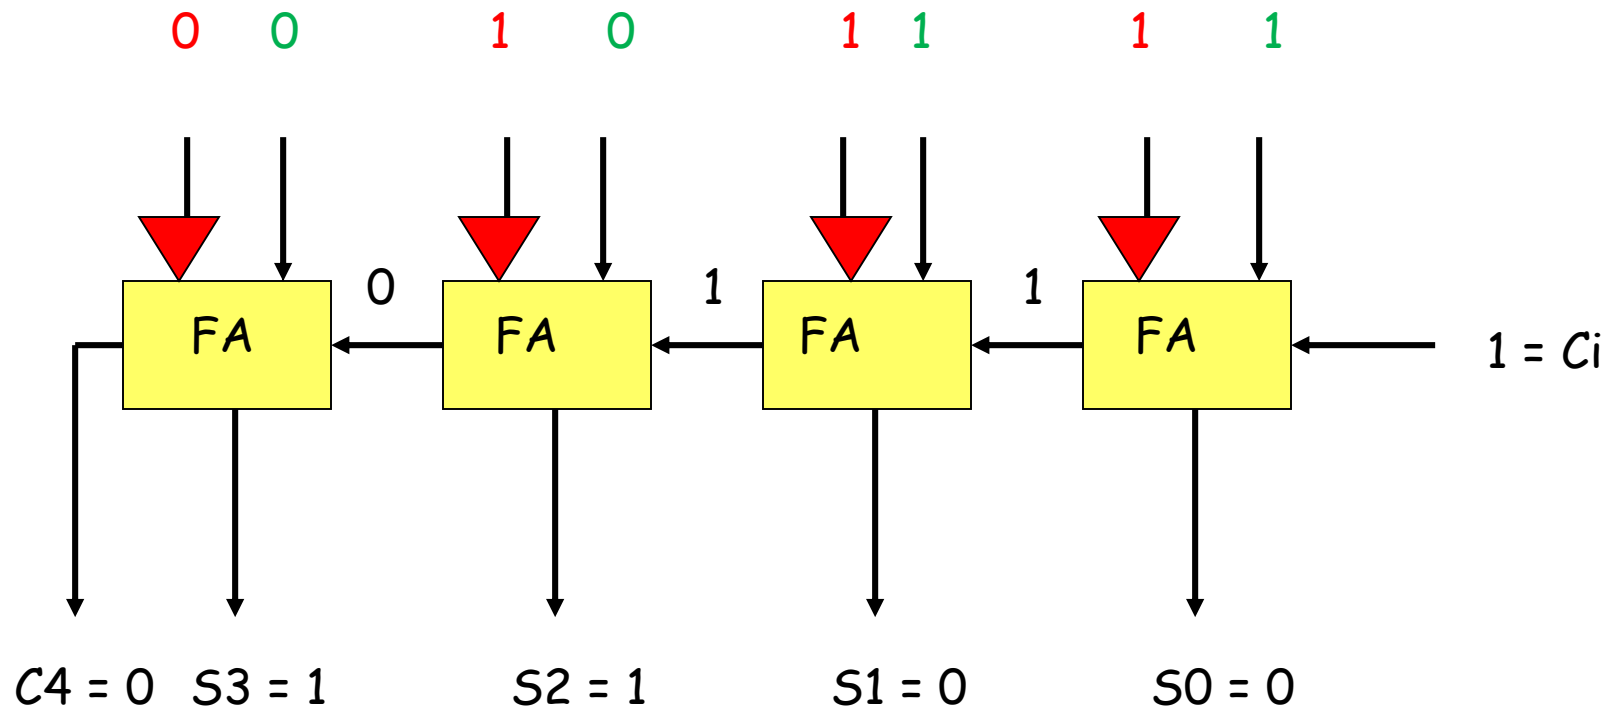 0 0 1 0 1 1 1 1
0 1 1
FA FA FA FA 1 = Ci
C4 = 0 S3 = 1 S2 = 1 S1 = 0 S0 = 0